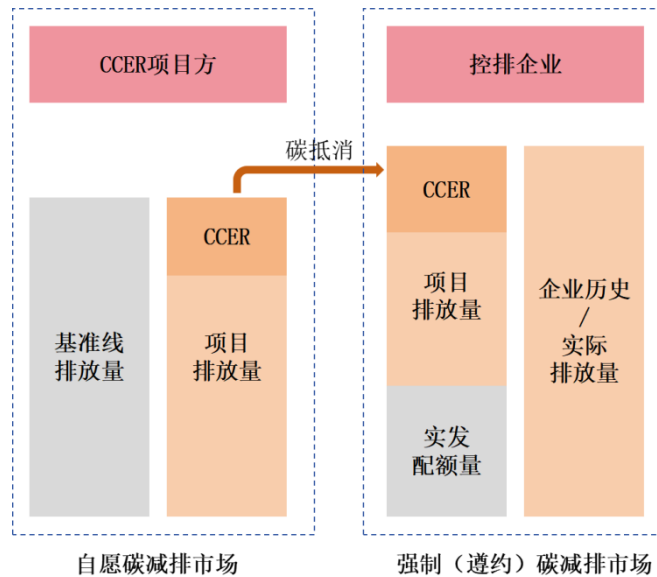 CCER项目方
控排企业
碳抵消
CCER
基准线
排放量
项目
排放量
CCER
项目
排放量
实发
配额量
企业历史
/
实际
排放量
自愿碳减排市场
强制（遵约）碳减排市场